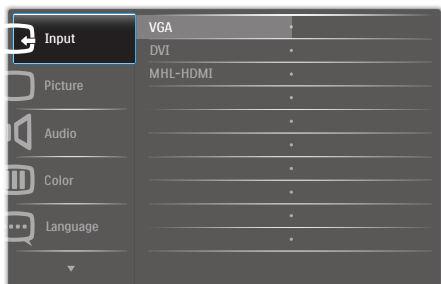 Input
Picture
Audio
Color
Language
VGA
DVI
MHL-HDMI